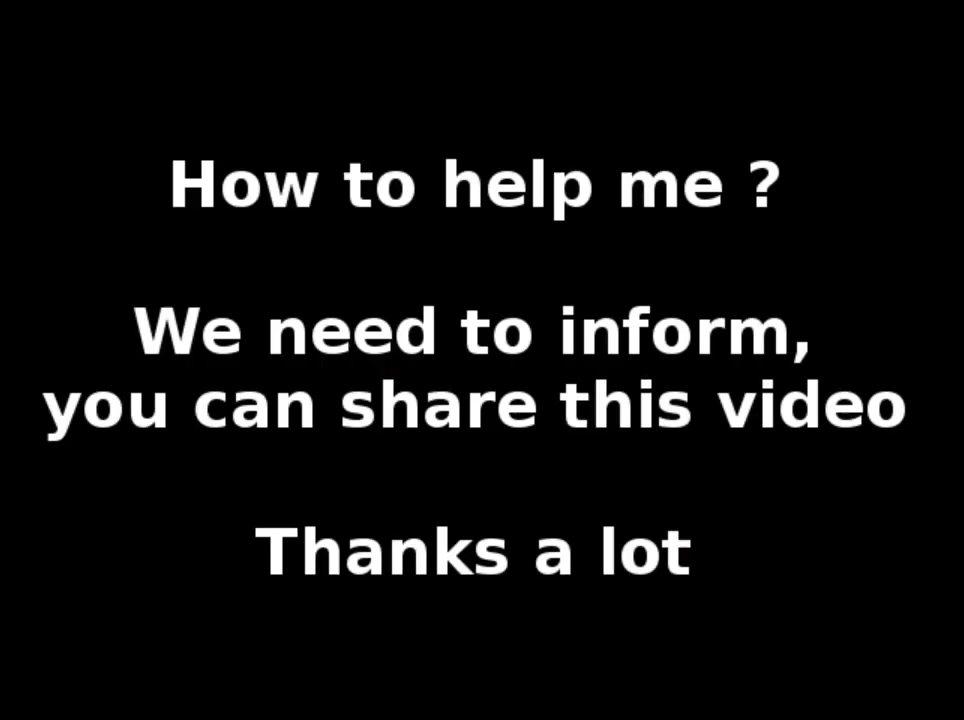 How to help me ?
We need to inform,
you can share this video
Thanks a lot